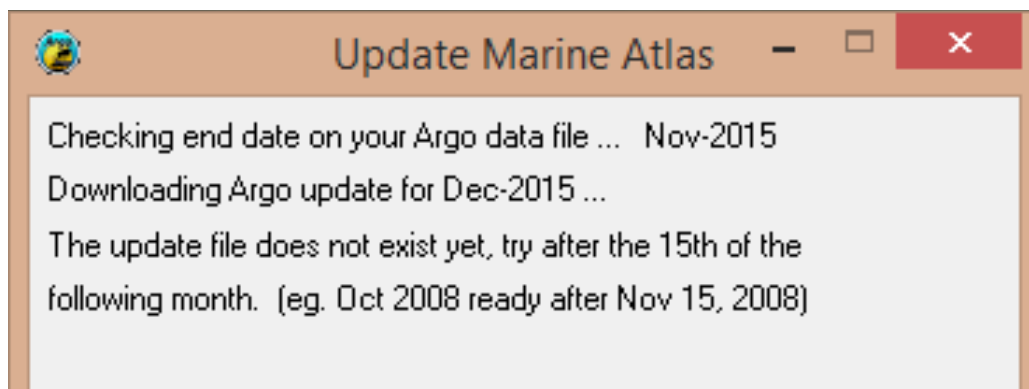 Update Marine Atlas
Checking end date on your Argo data file ... Nov-2015
Downloading Argo update for Dec-2015 ...
The update file does not exist yet, try after the 15th of the
following month. (eg. Oct 2008 ready after Nov 15, 2008)